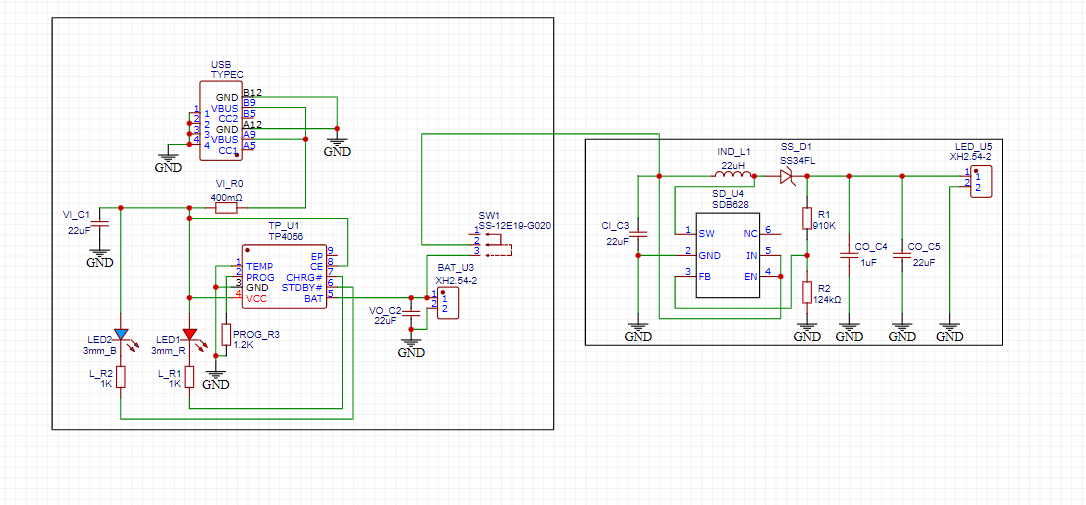 USB
TYPEC
GND B12
VBUS B9
CC2 B5
GND A12
VBUS A9
CC1 A5
1 1
2 2
3 3
4 4
GND
GND
VI_R0
400mΩ
VI_C1
22uF
GND
TP_U1
TP4056
1 TEMP
2 PROG
3 GND
4 VCC
EP 9
CE 8
CHRG# 7
STDBY# 6
BAT 5
LED2
3mm_B
LED1
3mm_R
PROG_R3
1.2K
GND
L_R2
1K
L_R1
1K
SW1
SS-12E19-G020
1
2
3
BAT_U3
XH2.54-2
1 1
2 2
VO_C2
22uF
GND
IND_L1
22uH
SS_D1
SS34FL
LED_U5
XH2.54-2
1 1
2 2
CI_C3
22uF
SD_U4
SDB628
1 SW
2 GND
3 FB
NC 6
IN 5
EN 4
R1
910K
R2
124kΩ
CO_C4
1uF
CO_C5
22uF
GND
GND
GND
GND
GND